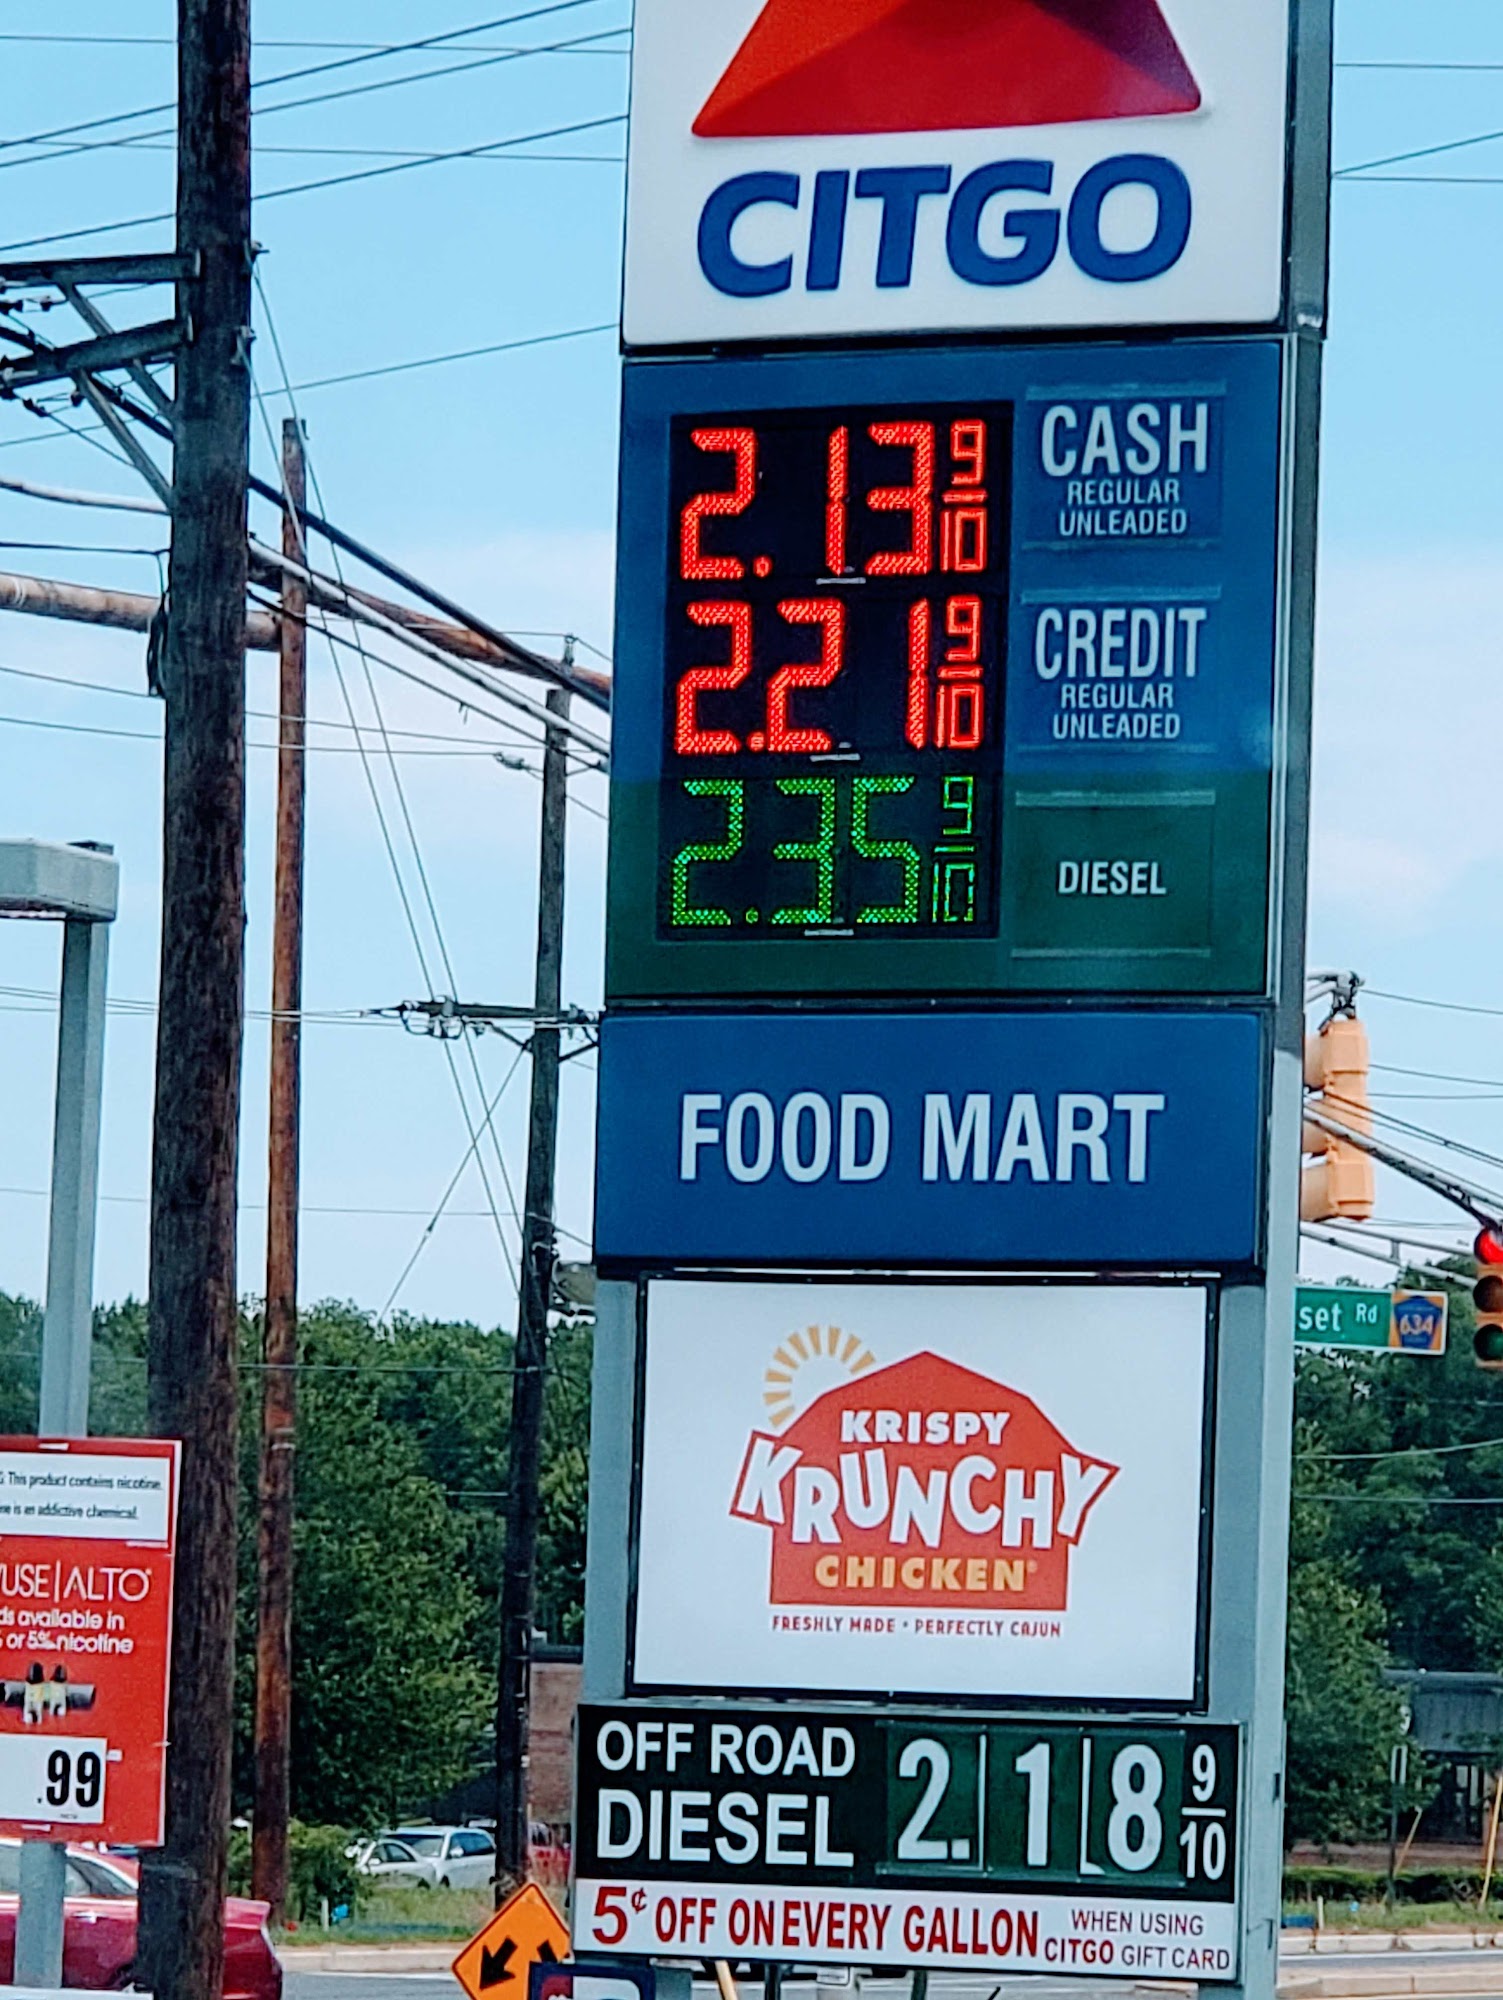 CITGO
2.13 9/10
CASH
REGULAR
UNLEADED
2.21 9/10
CREDIT
REGULAR
UNLEADED
2.35 9/10
DIESEL
FOOD MART
set Rd
634
KRISPY
KRUNCHY
CHICKEN®
FRESHLY MADE • PERFECTLY CAJUN
This product contains nicotine.
is an addictive chemical.
ALTO
available in
or 5% nicotine
.99
OFF ROAD
DIESEL
2.18 9/10
5¢ OFF ON EVERY GALLON
WHEN USING
CITGO GIFT CARD